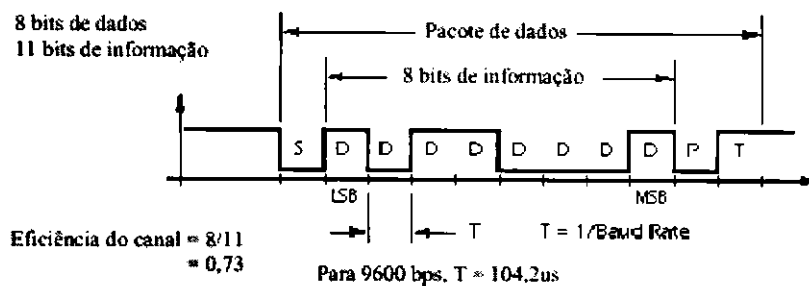 8 bits de dados
11 bits de informação
Pacote de dados
8 bits de informação
S D D D D D D D D P T
LSB MSB
T T = 1/Baud Rate
Eficiência do canal = 8/11
= 0,73
Para 9600 bps, T = 104,2us